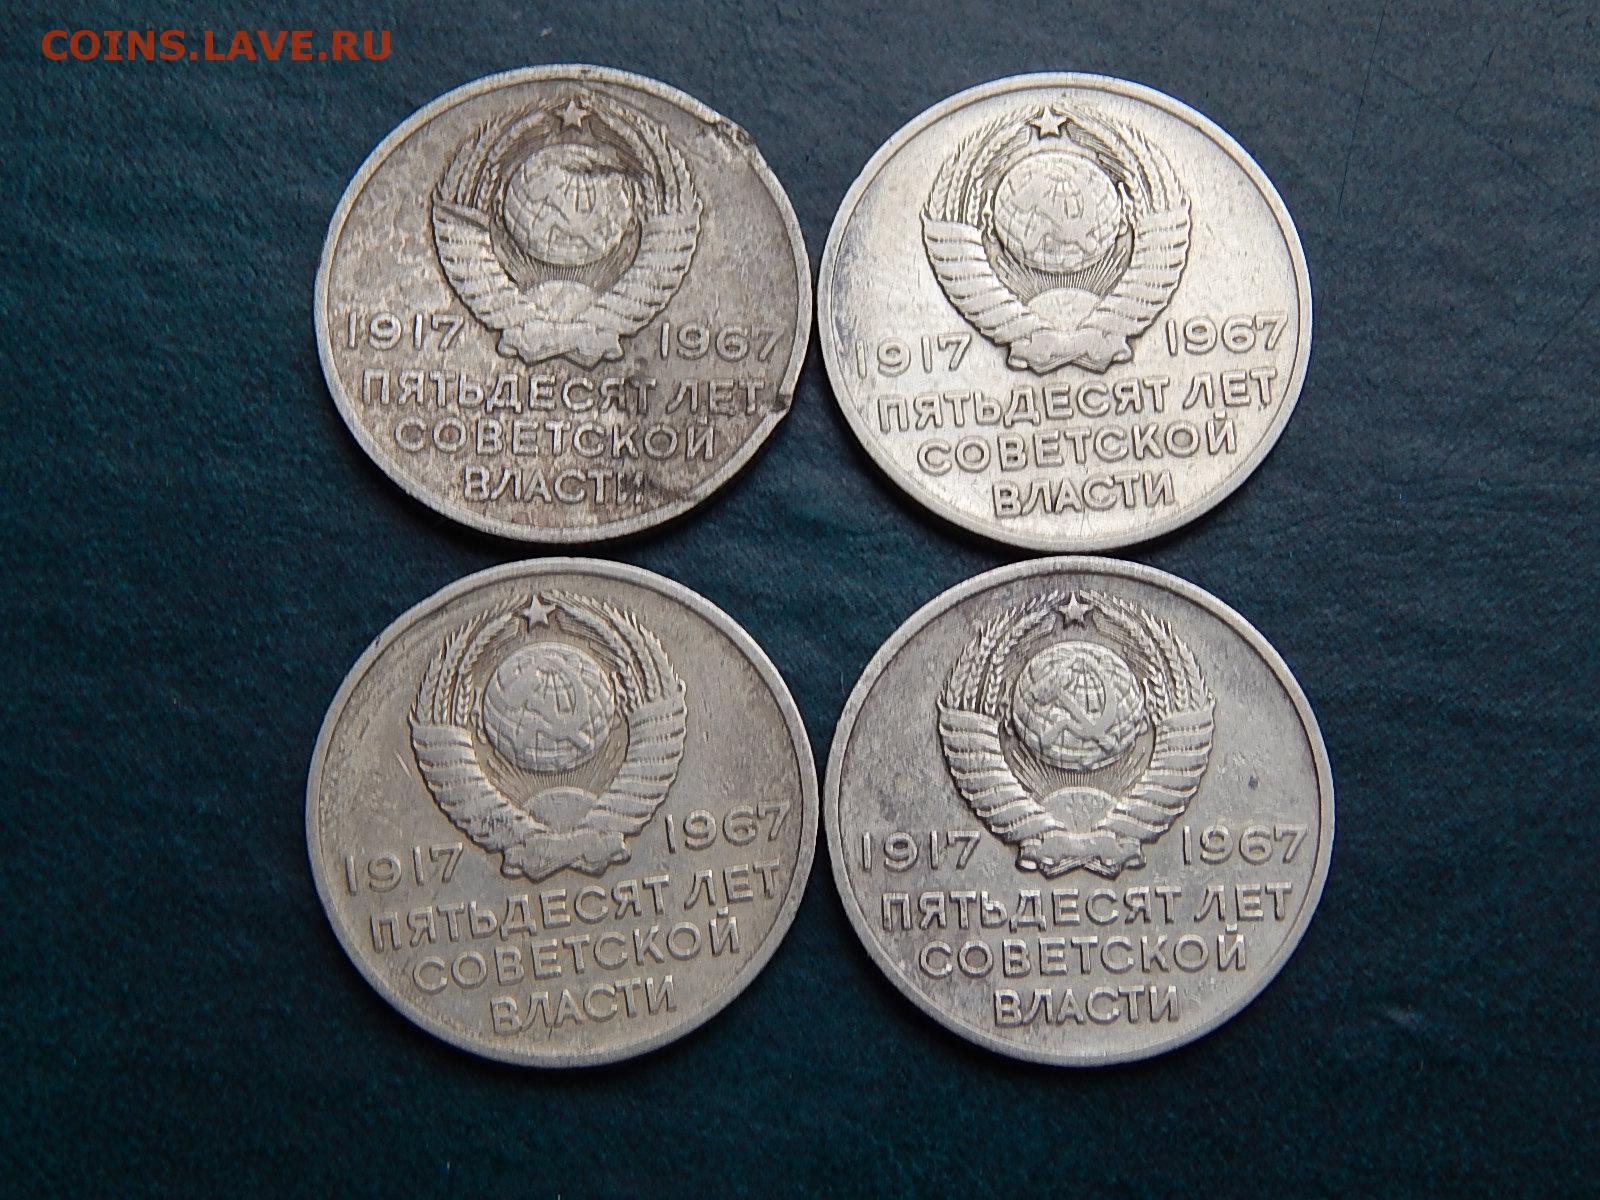 COINS.LAVE.RU
1917 1967
ПЯТЬДЕСЯТ ЛЕТ
СОВЕТСКОЙ
ВЛАСТИ
1917 1967
ПЯТЬДЕСЯТ ЛЕТ
СОВЕТСКОЙ
ВЛАСТИ
1917 1967
ПЯТЬДЕСЯТ ЛЕТ
СОВЕТСКОЙ
ВЛАСТИ
1917 1967
ПЯТЬДЕСЯТ ЛЕТ
СОВЕТСКОЙ
ВЛАСТИ